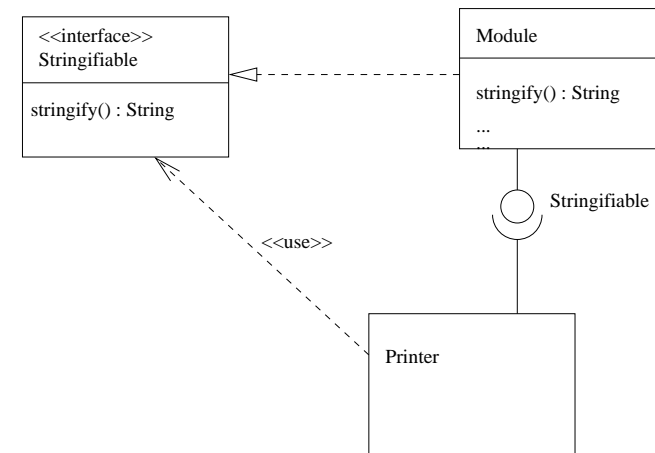 <<interface>>
Stringifiable
stringify() : String
Module
stringify() : String
...
...
Stringifiable
<<use>>
Printer